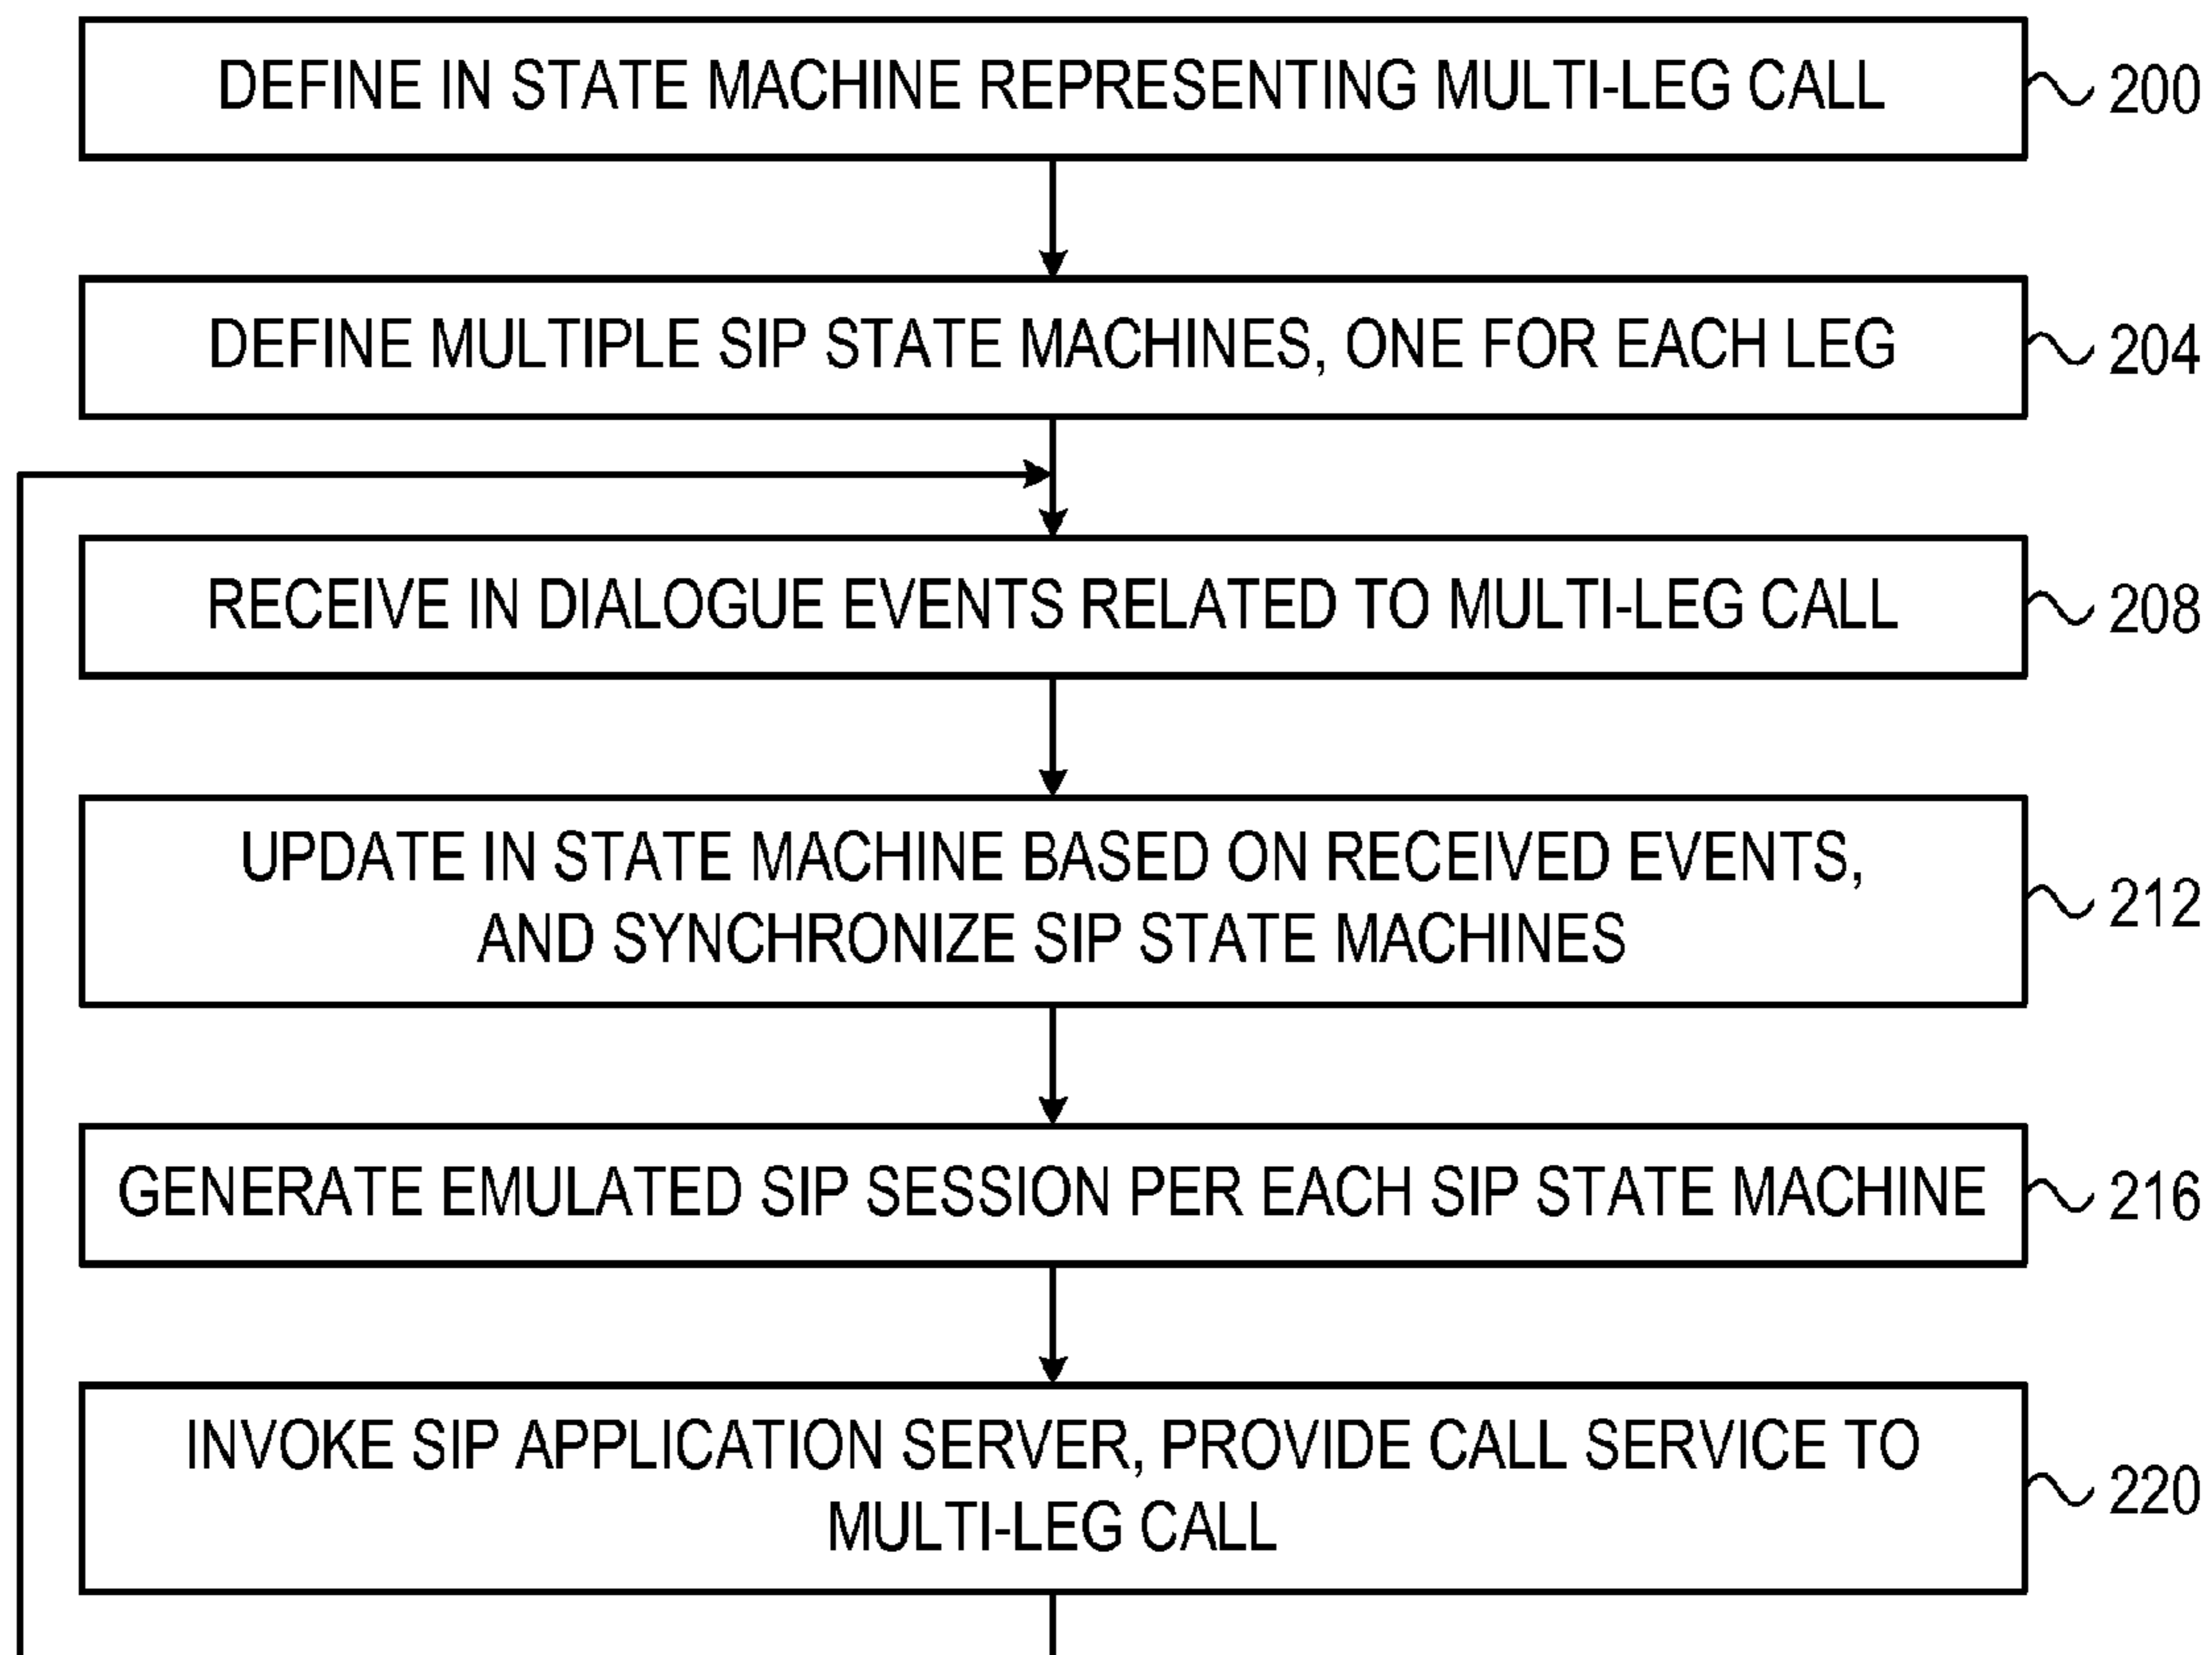 DEFINE IN STATE MACHINE REPRESENTING MULTI-LEG CALL
200
DEFINE MULTIPLE SIP STATE MACHINES, ONE FOR EACH LEG
204
RECEIVE IN DIALOGUE EVENTS RELATED TO MULTI-LEG CALL
208
UPDATE IN STATE MACHINE BASED ON RECEIVED EVENTS,
AND SYNCHRONIZE SIP STATE MACHINES
212
GENERATE EMULATED SIP SESSION PER EACH SIP STATE MACHINE
216
INVOKE SIP APPLICATION SERVER, PROVIDE CALL SERVICE TO
MULTI-LEG CALL
220